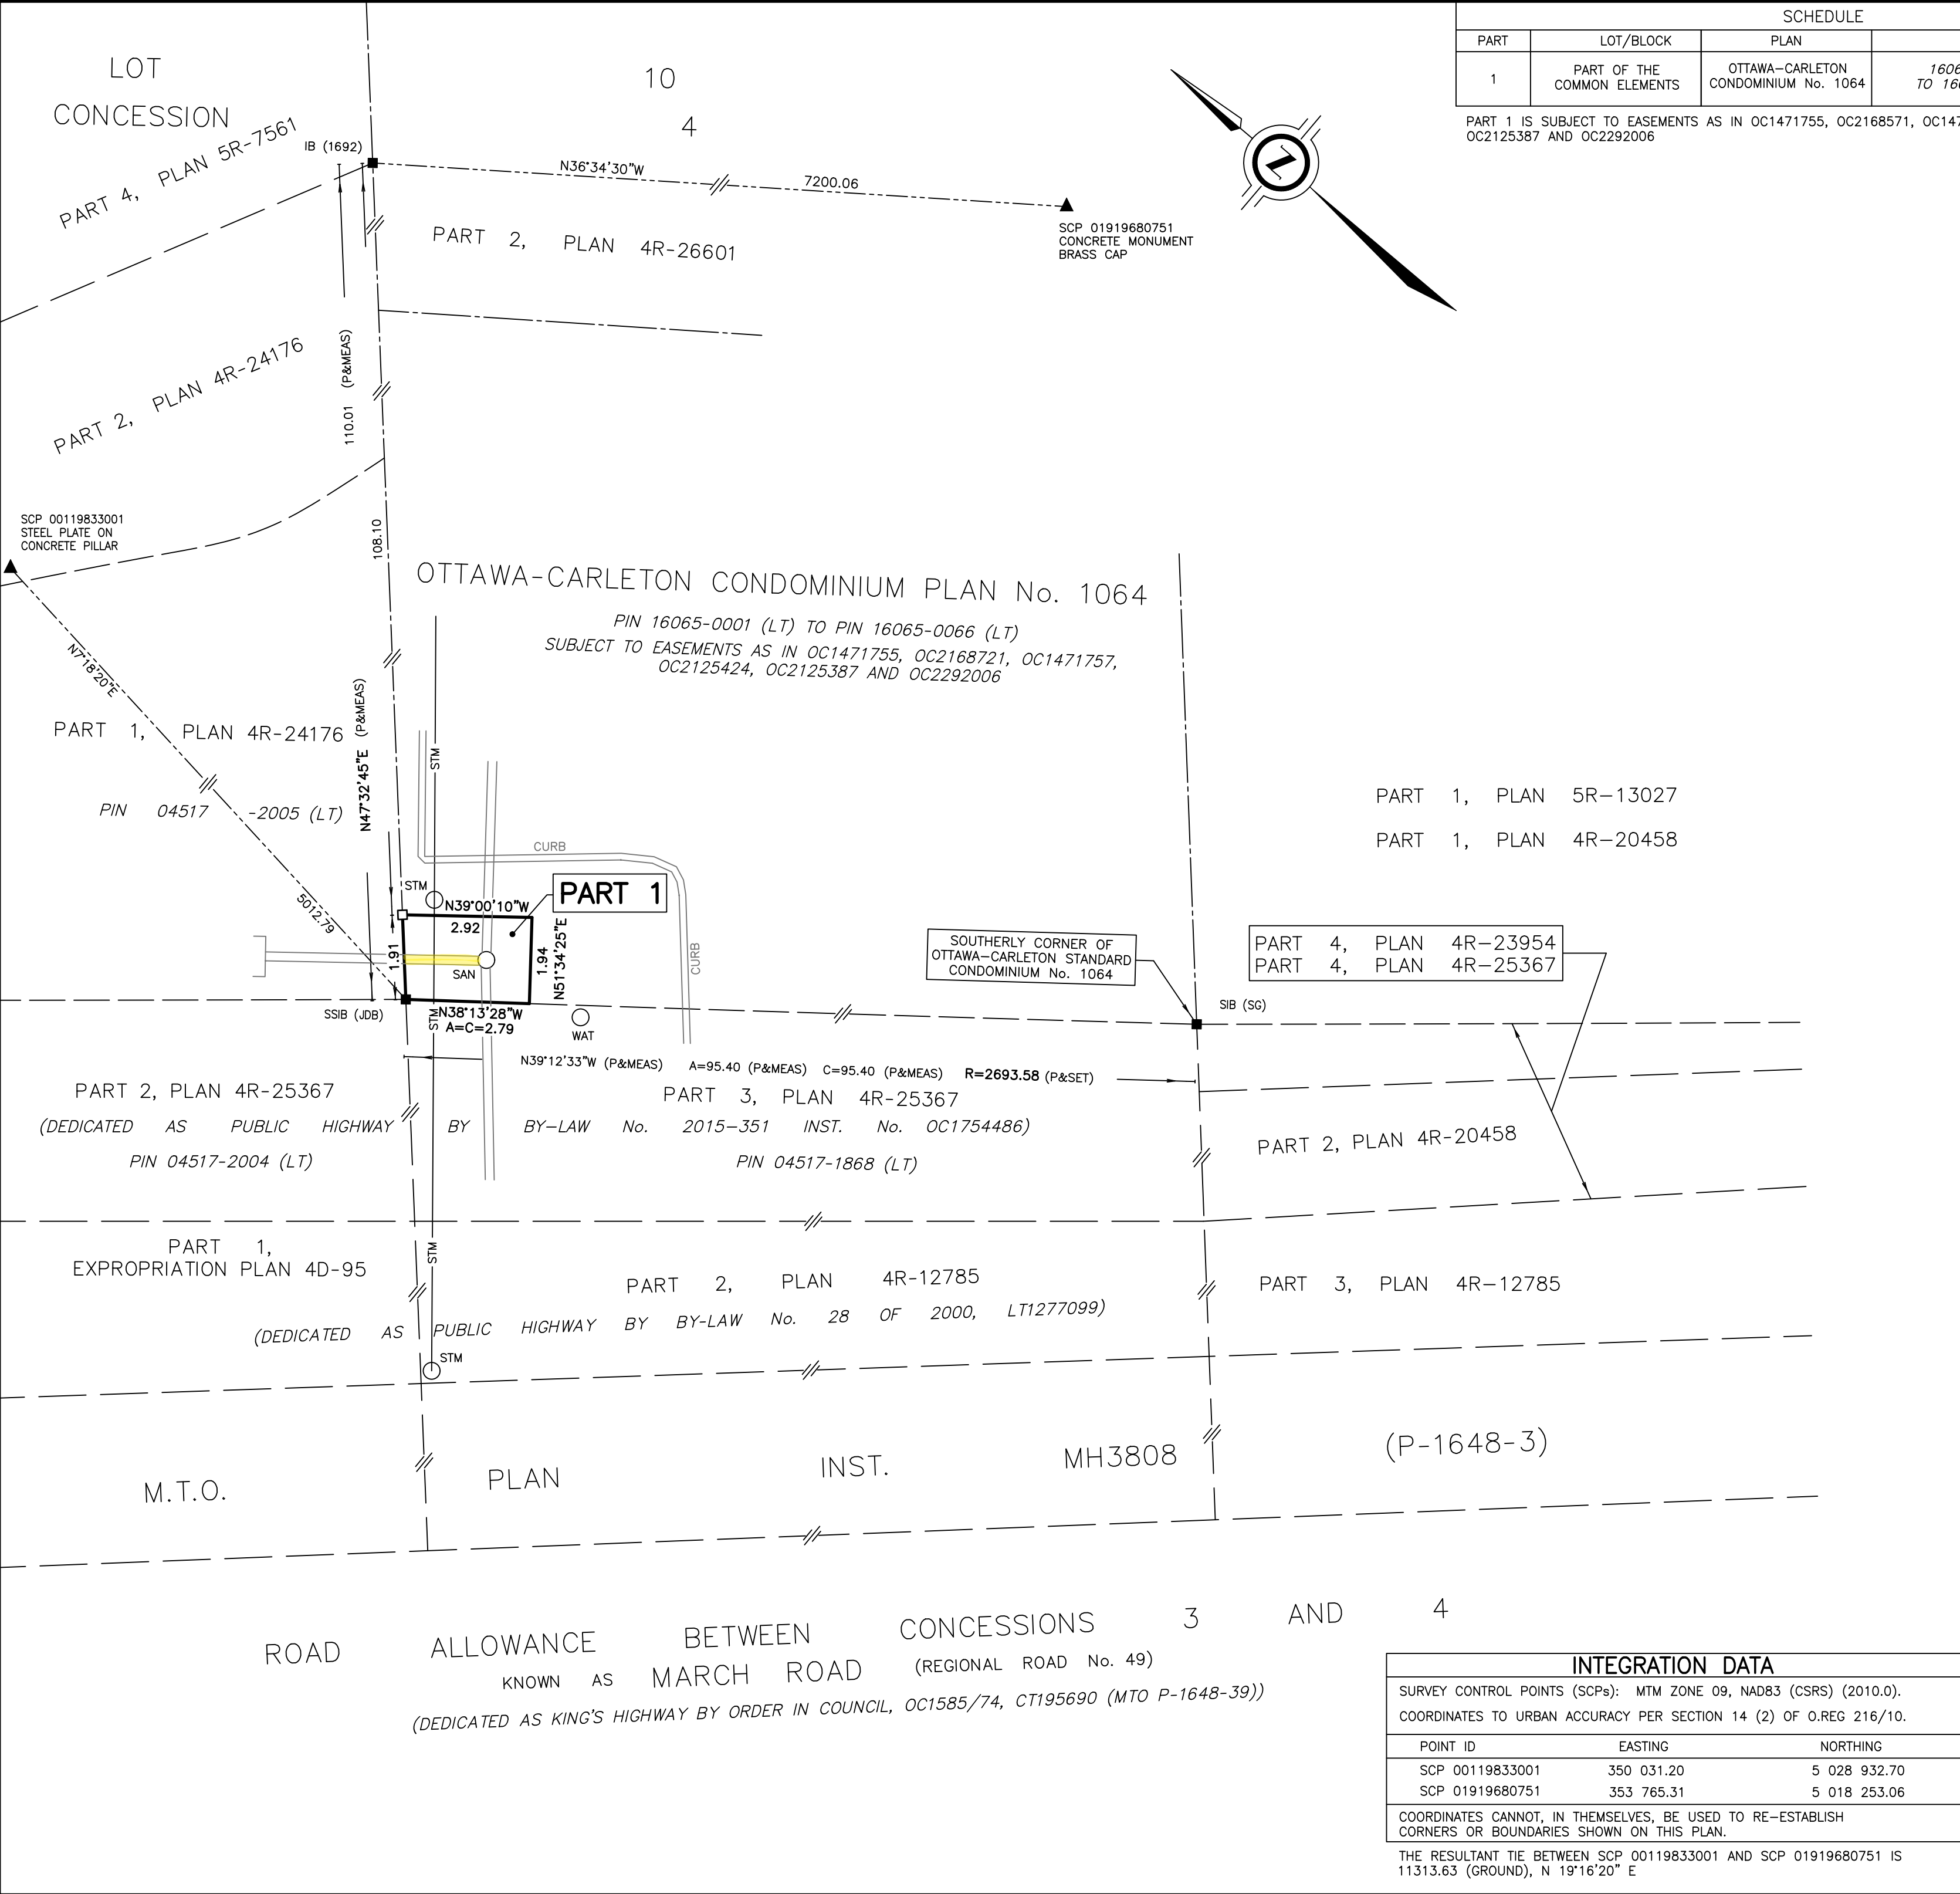 SCHEDULE
PART LOT/BLOCK PLAN
1 PART OF THE COMMON ELEMENTS OTTAWA-CARLETON CONDOMINIUM No. 1064
TO
PART 1 IS SUBJECT TO EASEMENTS AS IN OC1471755, OC2168571,
OC2125387 AND OC2292006
LOT 10
CONCESSION 4
PART 4, PLAN 5R-7561
IB (1692)
N36°34'30"W 7200.06
SCP 01919680751
CONCRETE MONUMENT
BRASS CAP
PART 2, PLAN 4R-26601
PART 2, PLAN 4R-24176
110.01 (P&MEAS)
108.10
SCP 00119833001
STEEL PLATE ON
CONCRETE PILLAR
OTTAWA-CARLETON CONDOMINIUM PLAN No. 1064
PIN 16065-0001 (LT) TO PIN 16065-0066 (LT)
SUBJECT TO EASEMENTS AS IN OC1471755, OC2168721, OC1471757,
OC2125424, OC2125387 AND OC2292006
N7°18'20"E
5012.79
PART 1, PLAN 4R-24176
PIN 04517 -2005 (LT)
N47°32'45"E (P&MEAS)
STM
CURB
CURB
PART 1, PLAN 5R-13027
PART 1, PLAN 4R-20458
STM
N39°00'10"W
2.92
PART 1
1.91
SAN
1.94
N51°34'25"E
SSIB (JDB)
STM
N38°13'28"W
A=C=2.79
WAT
SOUTHERLY CORNER OF
OTTAWA-CARLETON STANDARD
CONDOMINIUM No. 1064
SIB (SG)
PART 4, PLAN 4R-23954
PART 4, PLAN 4R-25367
N39°12'33"W (P&MEAS) A=95.40 (P&MEAS) C=95.40 (P&MEAS) R=2693.58 (P&SET)
PART 2, PLAN 4R-25367
PART 3, PLAN 4R-25367
(DEDICATED AS PUBLIC HIGHWAY BY BY-LAW No. 2015-351 INST. No. OC1754486)
PIN 04517-2004 (LT)
PIN 04517-1868 (LT)
PART 2, PLAN 4R-20458
PART 1,
EXPROPRIATION PLAN 4D-95
STM
PART 2, PLAN 4R-12785
PART 3, PLAN 4R-12785
(DEDICATED AS PUBLIC HIGHWAY BY BY-LAW No. 28 OF 2000, LT1277099)
STM
M.T.O. PLAN INST. MH3808 (P-1648-3)
ROAD ALLOWANCE BETWEEN CONCESSIONS 3 AND 4
KNOWN AS MARCH ROAD (REGIONAL ROAD No. 49)
(DEDICATED AS KING'S HIGHWAY BY ORDER IN COUNCIL, OC1585/74, CT195690 (MTO P-1648-39))
INTEGRATION DATA
SURVEY CONTROL POINTS (SCPs): MTM ZONE 09, NAD83 (CSRS) (2010.0).
COORDINATES TO URBAN ACCURACY PER SECTION 14 (2) OF O.REG 216/10.
POINT ID EASTING NORTHING
SCP 00119833001 350 031.20 5 028 932.70
SCP 01919680751 353 765.31 5 018 253.06
COORDINATES CANNOT, IN THEMSELVES, BE USED TO RE-ESTABLISH
CORNERS OR BOUNDARIES SHOWN ON THIS PLAN.
THE RESULTANT TIE BETWEEN SCP 00119833001 AND SCP 01919680751 IS
11313.63 (GROUND), N 19°16'20" E